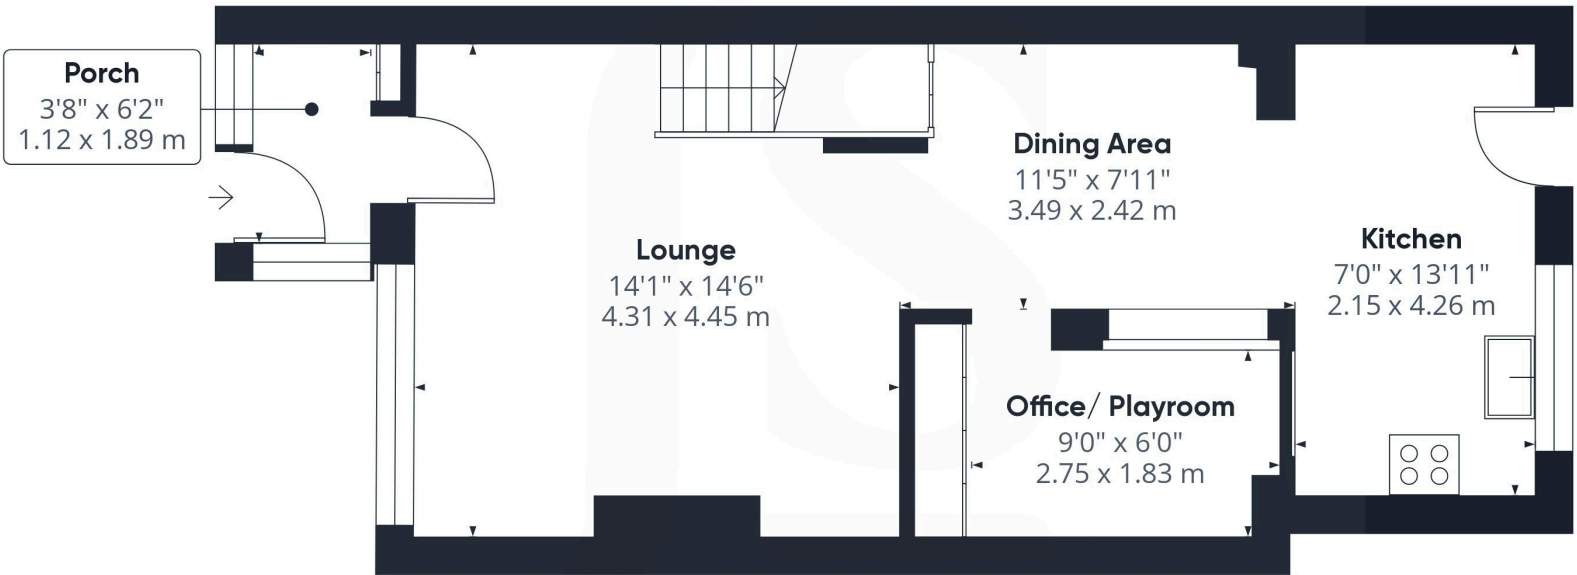 Porch
3'8" x 6'2"
1.12 x 1.89 m
Lounge
14'1" x 14'6"
4.31 x 4.45 m
Dining Area
11'5" x 7'11"
3.49 x 2.42 m
Kitchen
7'0" x 13'11"
2.15 x 4.26 m
Office/ Playroom
9'0" x 6'0"
2.75 x 1.83 m